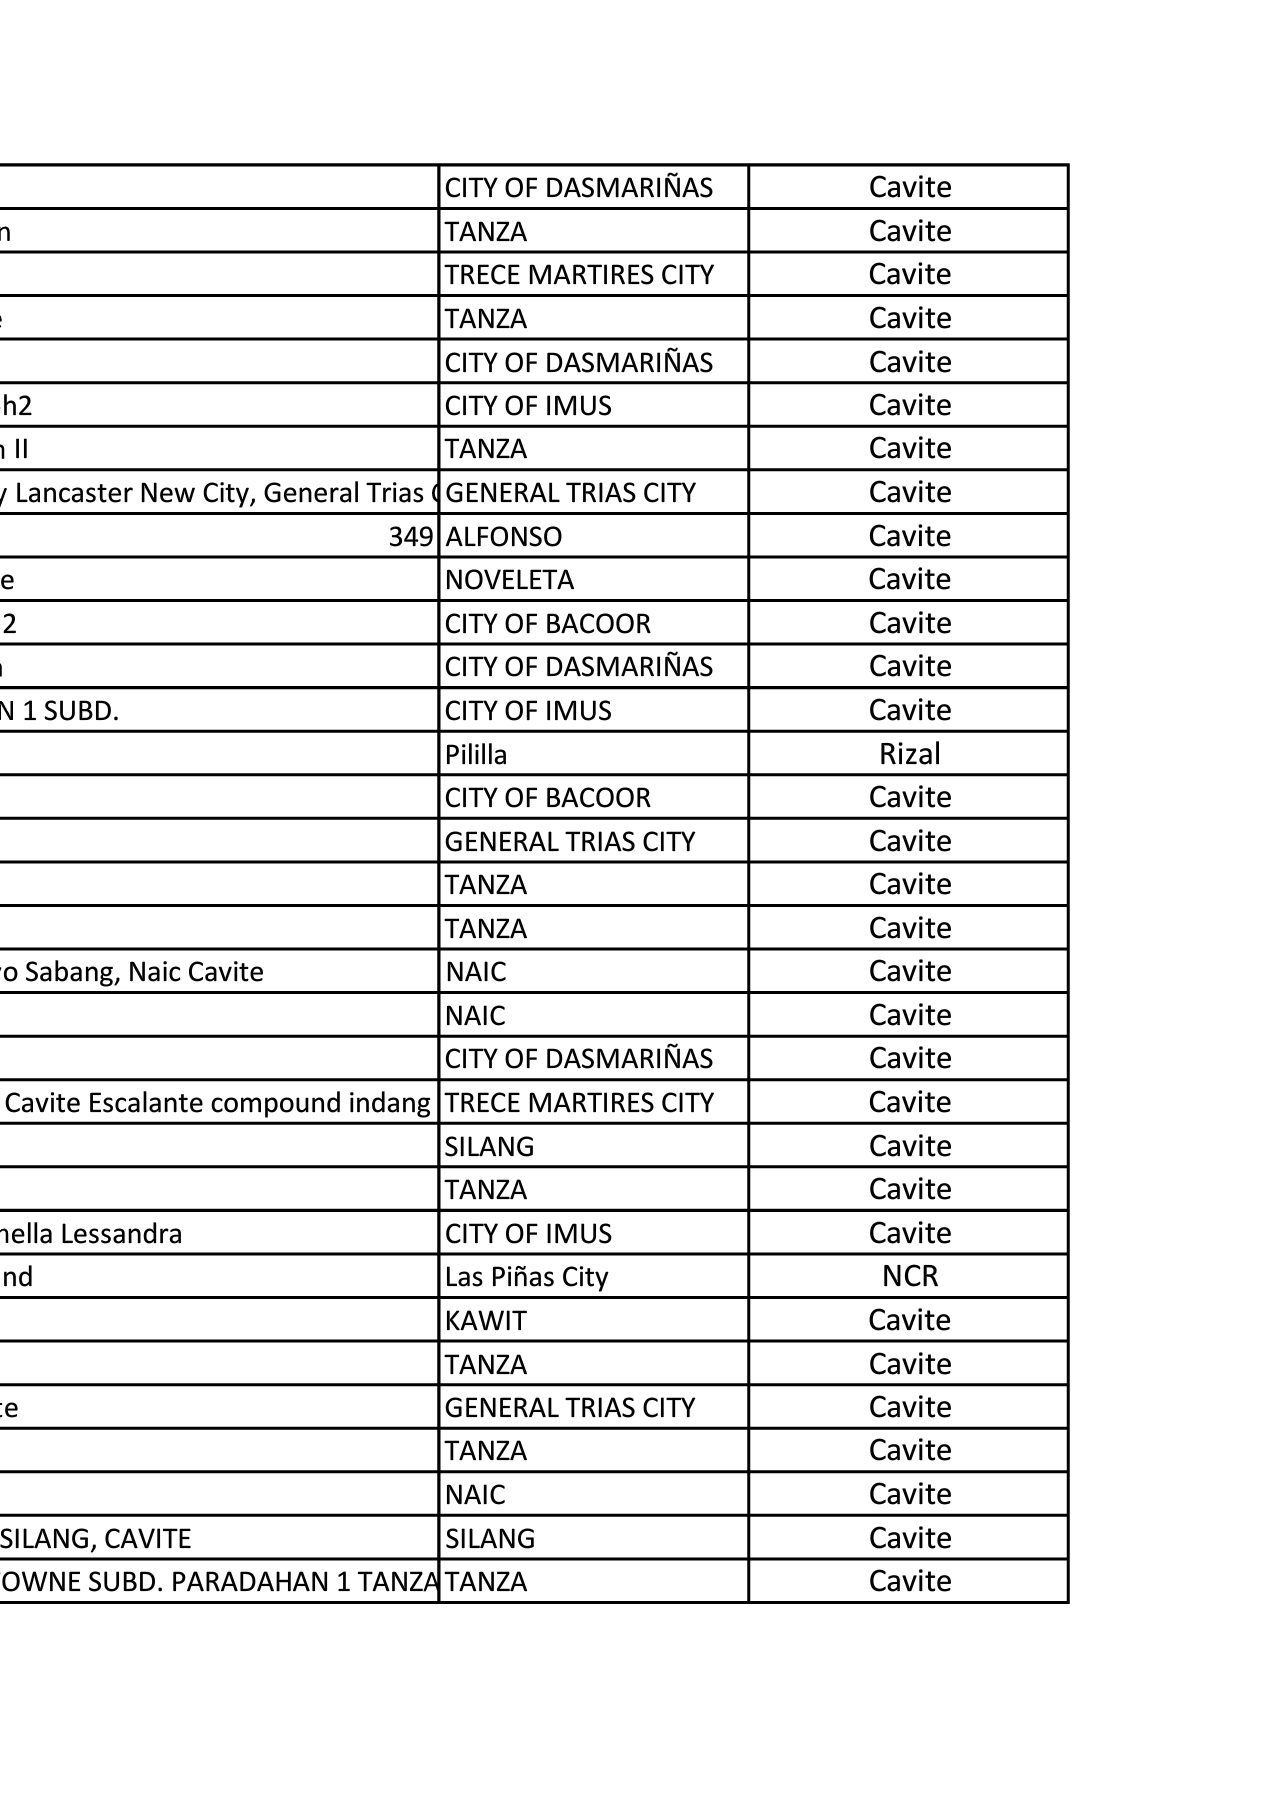 CITY OF DASMARIÑAS Cavite
n TANZA Cavite
TRECE MARTIRES CITY Cavite
e TANZA Cavite
CITY OF DASMARIÑAS Cavite
h2 CITY OF IMUS Cavite
II TANZA Cavite
y Lancaster New City, General Trias C GENERAL TRIAS CITY Cavite
349 ALFONSO Cavite
e NOVELETA Cavite
2 CITY OF BACOOR Cavite
CITY OF DASMARIÑAS Cavite
N 1 SUBD. CITY OF IMUS Cavite
Pililla Rizal
CITY OF BACOOR Cavite
GENERAL TRIAS CITY Cavite
TANZA Cavite
TANZA Cavite
yo Sabang, Naic Cavite NAIC Cavite
NAIC Cavite
CITY OF DASMARIÑAS Cavite
Cavite Escalante compound indang TRECE MARTIRES CITY Cavite
SILANG Cavite
TANZA Cavite
nella Lessandra CITY OF IMUS Cavite
nd Las Piñas City NCR
KAWIT Cavite
TANZA Cavite
te GENERAL TRIAS CITY Cavite
TANZA Cavite
NAIC Cavite
SILANG, CAVITE SILANG Cavite
TOWNE SUBD. PARADAHAN 1 TANZA TANZA Cavite